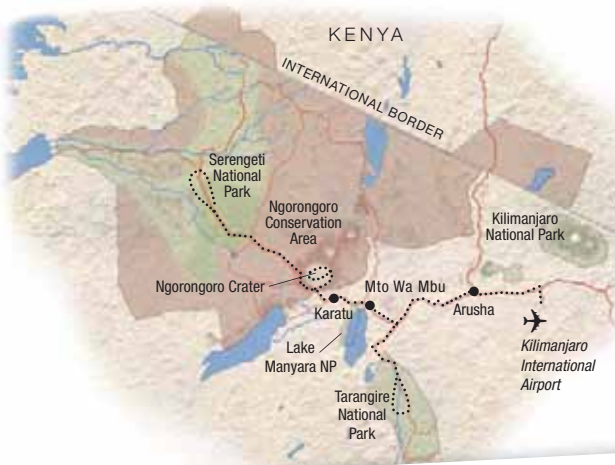 KENYA
INTERNATIONAL BORDER
Serengeti
National
Park
Ngorongoro
Conservation
Area
Kilimanjaro
National Park
Ngorongoro Crater
Mto Wa Mbu
Karatu
Arusha
Lake
Manyara NP
Kilimanjaro
International
Airport
Tarangire
National
Park